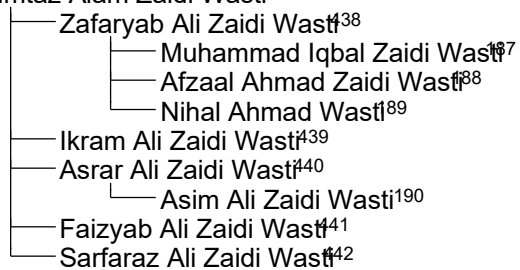 Zafaryab Ali Zaidi Wasti438
Muhammad Iqbal Zaidi Wasti187
Afzaal Ahmad Zaidi Wasti188
Nihal Ahmad Wasti189
Ikram Ali Zaidi Wasti439
Asrar Ali Zaidi Wasti440
Asim Ali Zaidi Wasti190
Faizyab Ali Zaidi Wasti441
Sarfaraz Ali Zaidi Wasti442